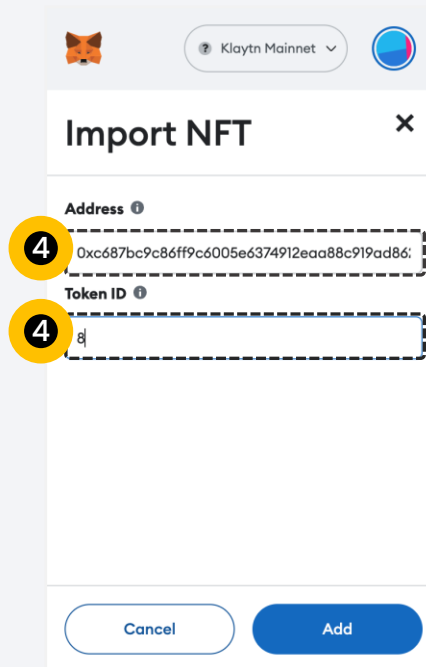 ? Klaytn Mainnet
Import NFT
Address
4
0xc687bc9c86ff9c6005e6374912eaa88c919ad86
Token ID
4
8
Cancel
Add